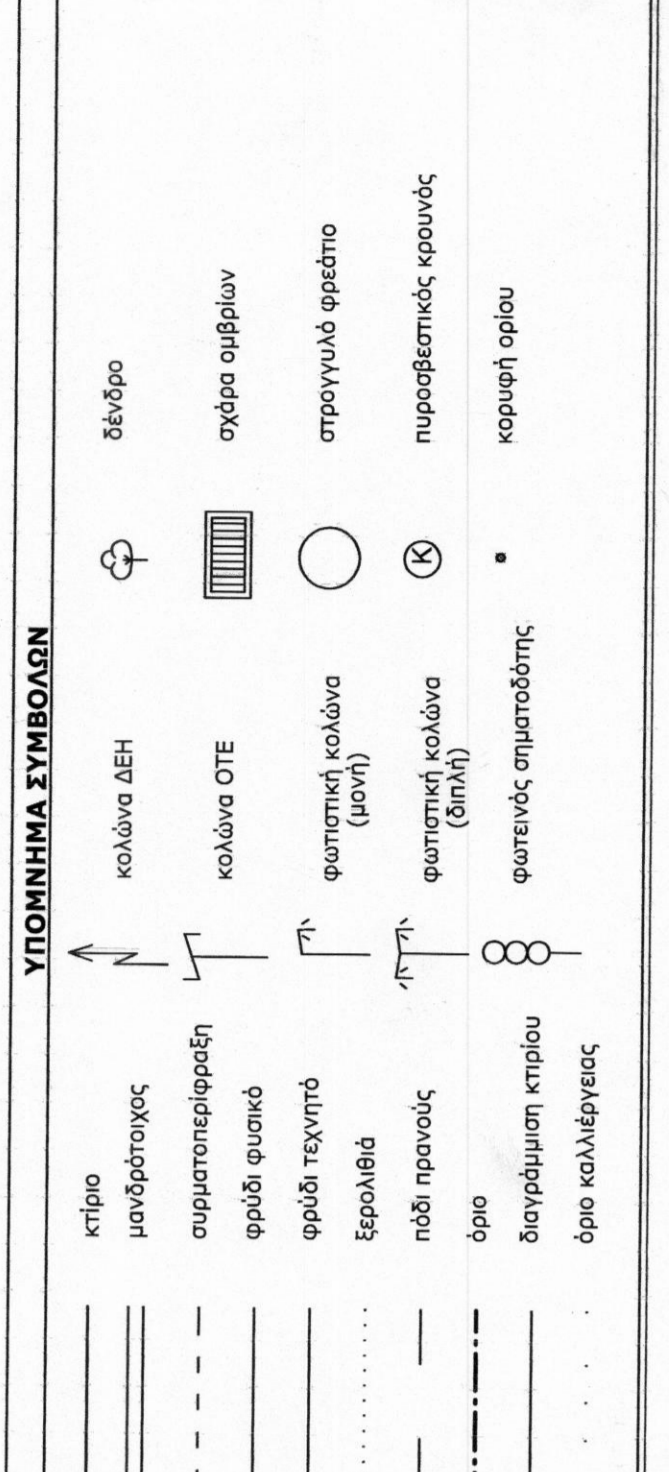 ΥΠΟΜΝΗΜΑ ΣΥΜΒΟΛΩΝ
κτίριο
μανδρότοιχος
συρματοπερίφραξη
φρύδι φυσικό
φρύδι τεχνητό
ξερολιθιά
πόδι πρανούς
όριο
διαγράμμιση κτιρίου
όριο καλλιέργειας
κολώνα ΔΕΗ
κολώνα ΟΤΕ
φωτιστική κολώνα
(μονή)
φωτιστική κολώνα
(διπλή)
φωτεινός σηματοδότης
δένδρο
σχάρα ομβρίων
στρογγυλό φρεάτιο
K
πυροσβεστικός κρουνός
κορυφή ορίου